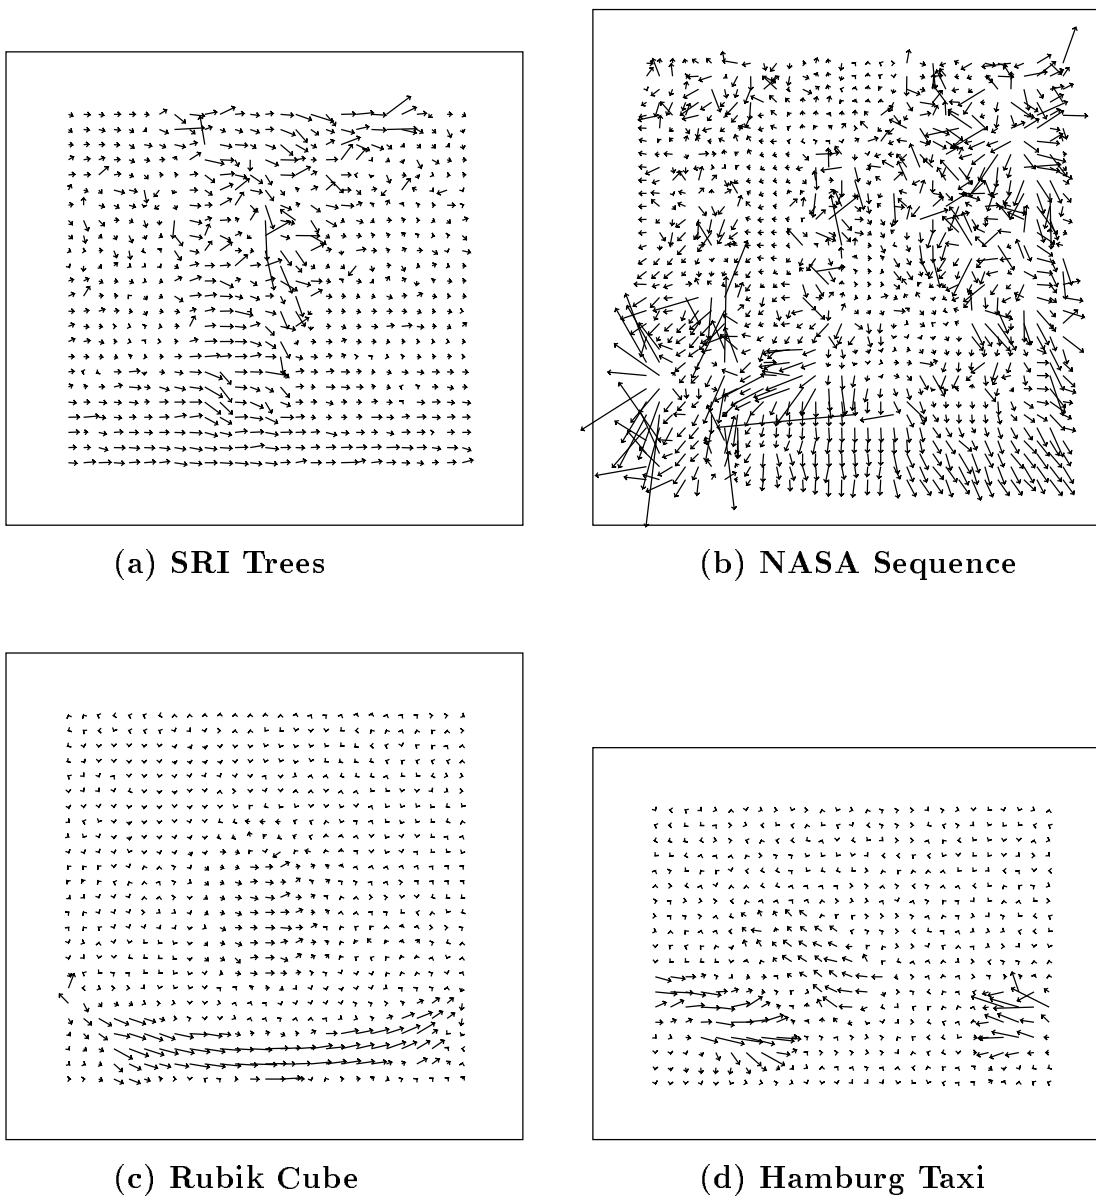 (a) SRI Trees
(b) NASA Sequence
(c) Rubik Cube
(d) Hamburg Taxi